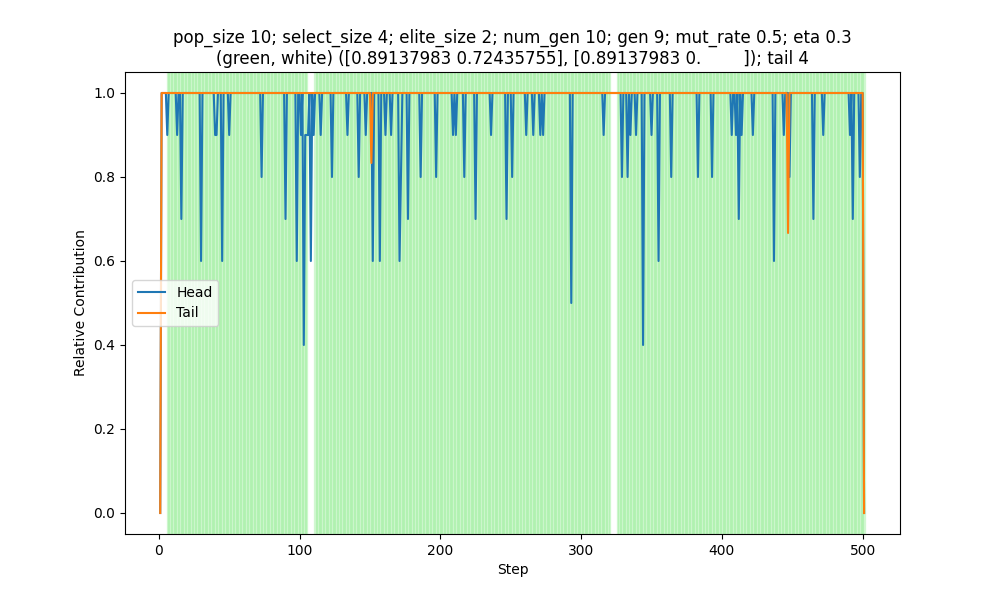 pop_size 10; select_size 4; elite_size 2; num_gen 10; gen 9; mut_rate 0.5; eta 0.3
(green, white) ([0.89137983 0.72435755], [0.89137983 0.        ]); tail 4
1.0
0.8
0.6
0.4
0.2
0.0
Relative Contribution
Head
Tail
0
100
200
300
400
500
Step